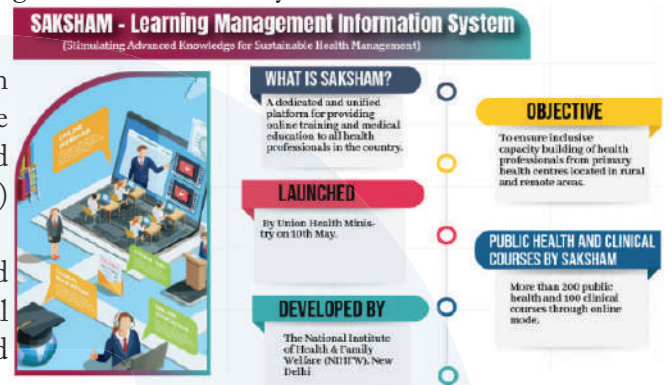 SAKSHAM - Learning Management Information System
(Stimulating Advanced Knowledge for Sustainable Health Management)
WHAT IS SAKSHAM?
A dedicated and unified
platform for providing
online training and medical
education to all health
professionals in the country.
OBJECTIVE
To ensure inclusive
capacity building of health
professionals from primary
health centres located in rural
and remote areas.
LAUNCHED
By Union Health Minis-
try on 10th May.
PUBLIC HEALTH AND CLINICAL
COURSES BY SAKSHAM
More than 200 public
health and 100 clinical
courses through online
mode.
DEVELOPED BY
The National Institute
of Health & Family
Welfare (NIHFW), New
Delhi
ONLINE
WEBINAR